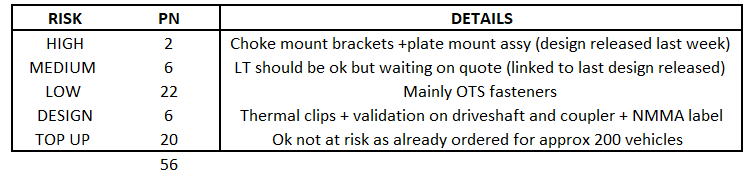 RISK PN DETAILS
HIGH 2 Choke mount brackets +plate mount assy (design released last week)
MEDIUM 6 LT should be ok but waiting on quote (linked to last design released)
LOW 22 Mainly OTS fasteners
DESIGN 6 Thermal clips + validation on driveshaft and coupler + NMMA label
TOP UP 20 Ok not at risk as already ordered for approx 200 vehicles
56